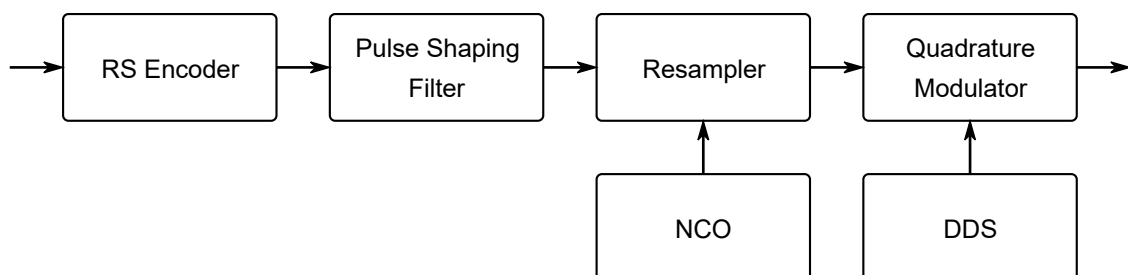 RS Encoder
Pulse Shaping
Filter
Resampler
Quadrature
Modulator
NCO
DDS